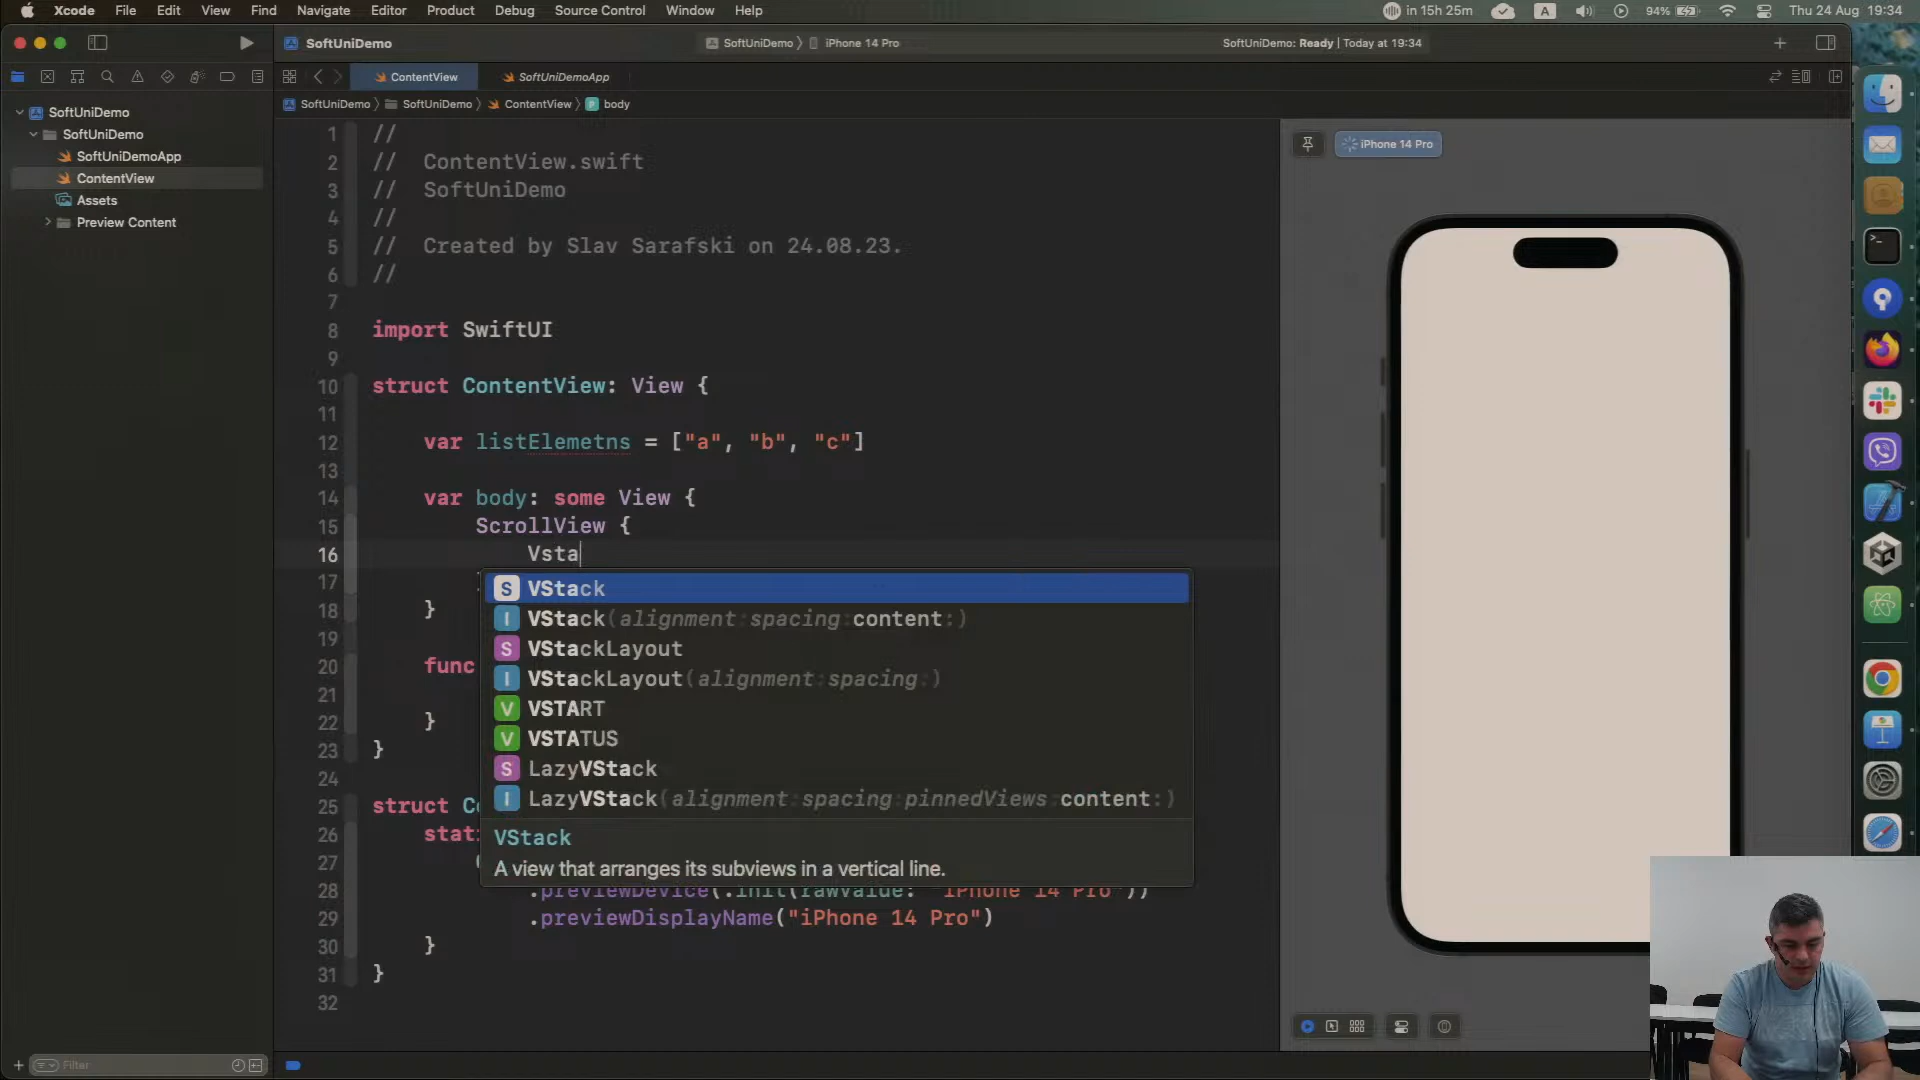 Xcode File Edit View Find Navigate Editor Product Debug Source Control Window Help in 15h 25m A 94% Thu 24 Aug 19:34
SoftUniDemo SoftUniDemo iPhone 14 Pro SoftUniDemo: Ready | Today at 19:34
ContentView SoftUniDemoApp
SoftUniDemo SoftUniDemo ContentView body
SoftUniDemo
SoftUniDemo
SoftUniDemoApp
ContentView
Assets
Preview Content
1 //
2 // ContentView.swift
3 // SoftUniDemo
4 //
5 // Created by Slav Sarafski on 24.08.23.
6 //
7
8 import SwiftUI
9
10 struct ContentView: View {
11
12 var listElemetns = ["a", "b", "c"]
13
14 var body: some View {
15 ScrollView {
16 Vsta
17
18 }
19
20 func
21
22 }
23 }
24
25 struct Co
26 stat
27
28 .previewDevice(.init(rawValue: "iPhone 14 Pro"))
29 .previewDisplayName("iPhone 14 Pro")
30 }
31 }
32
S VStack
I VStack(alignment: spacing: content:)
S VStackLayout
I VStackLayout(alignment: spacing:)
V VSTART
V VSTATUS
S LazyVStack
I LazyVStack(alignment: spacing: pinnedViews: content:)
VStack
A view that arranges its subviews in a vertical line.
iPhone 14 Pro
Filter